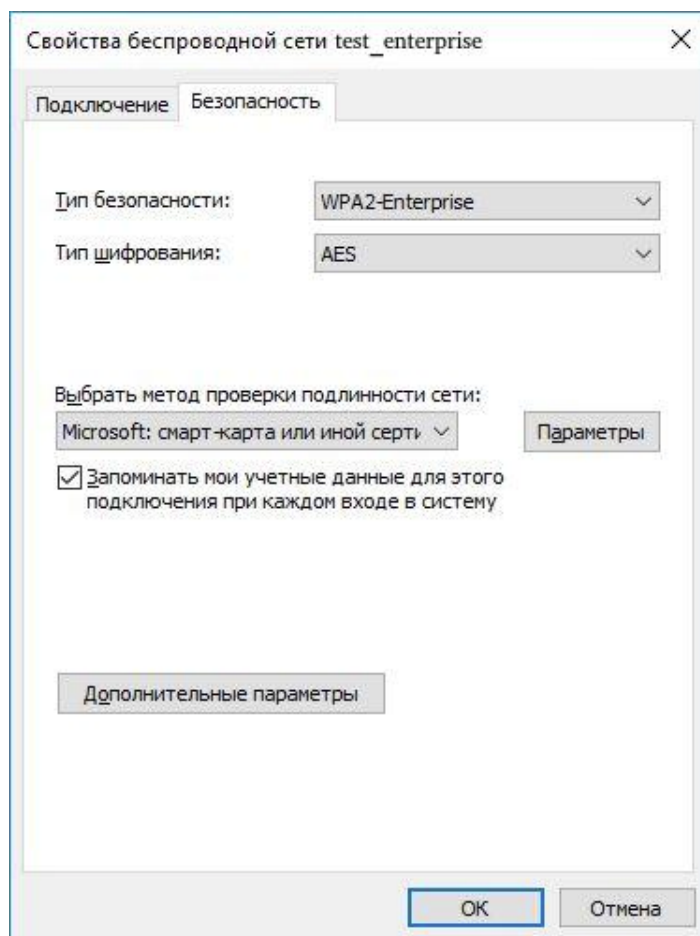 Свойства беспроводной сети test_enterprise
Подключение
Безопасность
Тип безопасности:
WPA2-Enterprise
Тип шифрования:
AES
Выбрать метод проверки подлинности сети:
Microsoft: смарт-карта или иной серти
Параметры
Запоминать мои учетные данные для этого
подключения при каждом входе в систему
Дополнительные параметры
ОК
Отмена